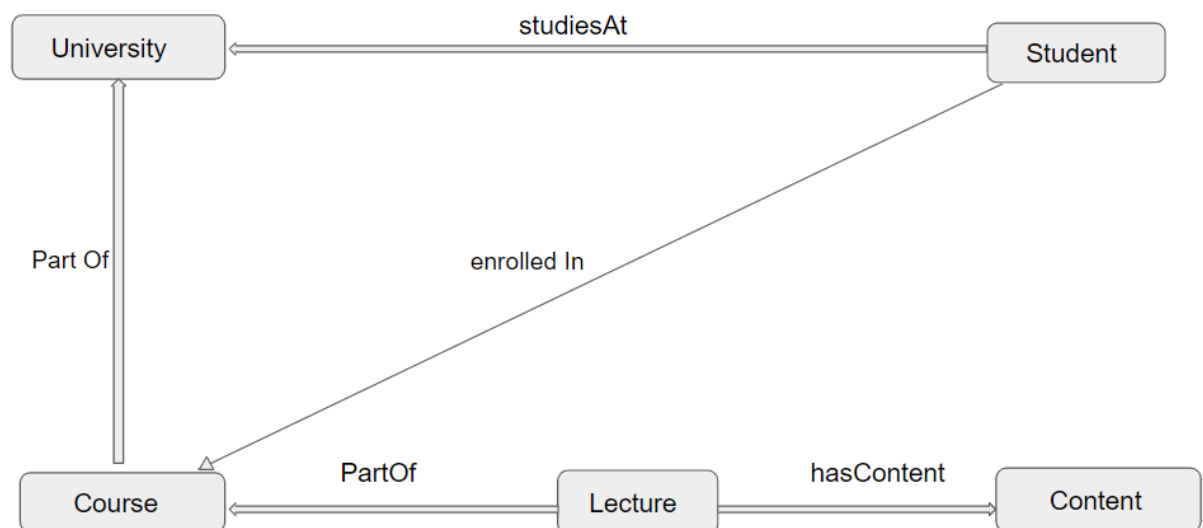 studiesAt
University
Student
Part Of
enrolled In
PartOf
hasContent
Course
Lecture
Content